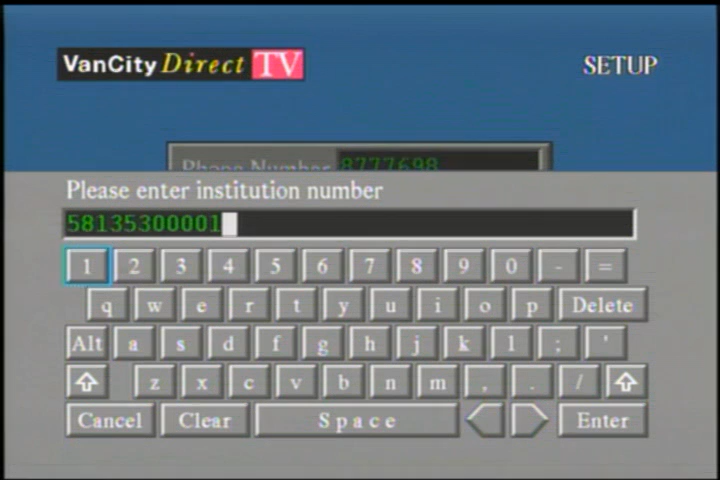 VanCity Direct TV
SETUP
Phone Number 8777698
Please enter institution number
58135300001
1 2 3 4 5 6 7 8 9 0 - =
q w e r t y u i o p Delete
Alt a s d f g h j k l ; '
z x c v b n m , . /
Cancel Clear Space Enter